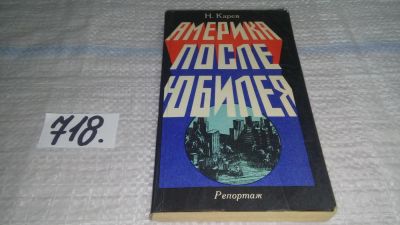 718.
Н. Карев
АМЕРИКА
ПОСЛЕ
ЮБИЛЕЯ
Репортаж